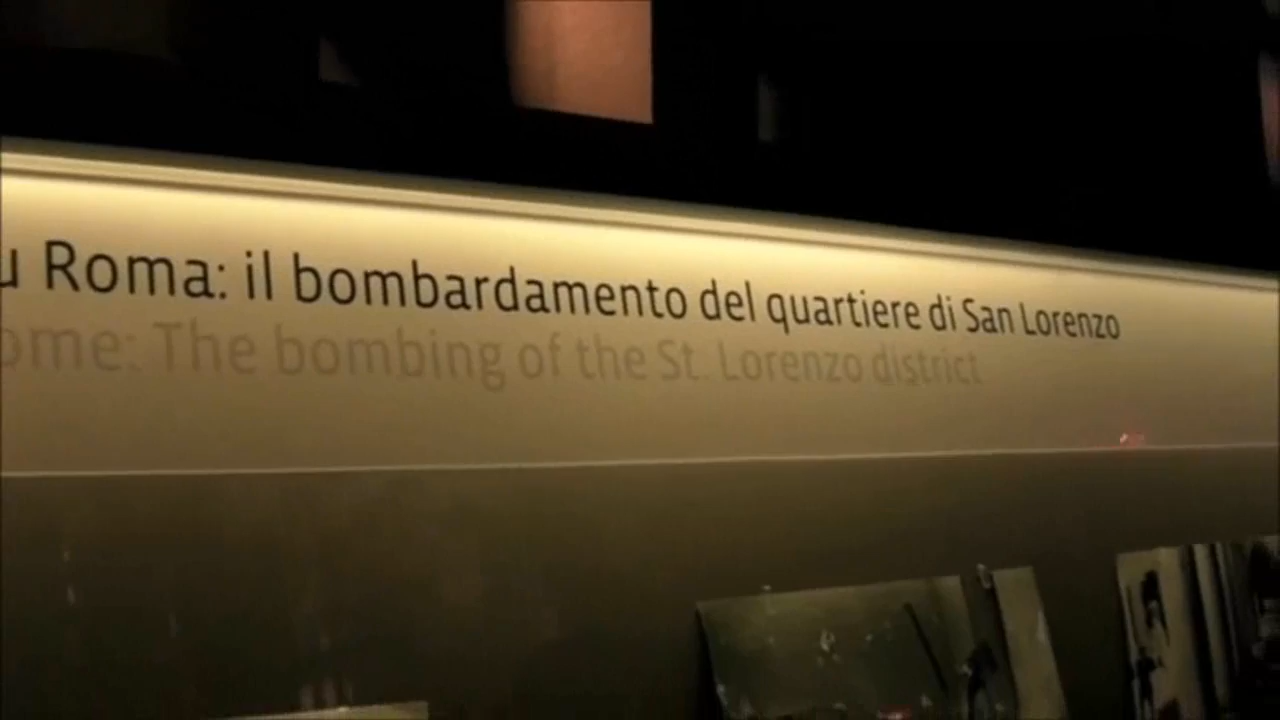 Roma: il bombardamento del quartiere di San Lorenzo
The bombing of the St. Lorenzo district